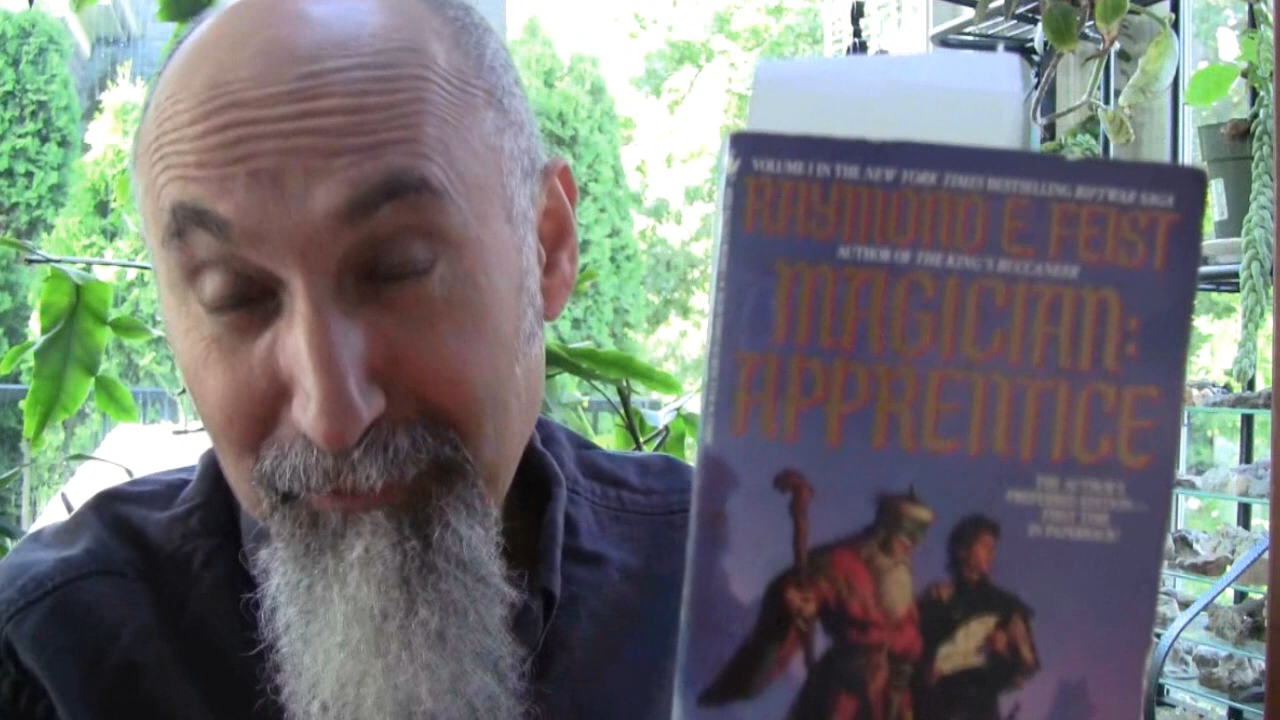 VOLUME I IN THE NEW YORK TIMES BESTSELLING RIFTWAR SAGA
RAYMOND E. FEIST
AUTHOR OF THE KING'S BUCCANEER
MAGICIAN:
APPRENTICE
THE AUTHOR'S
PREFERRED EDITION—
FIRST TIME
IN PAPERBACK!